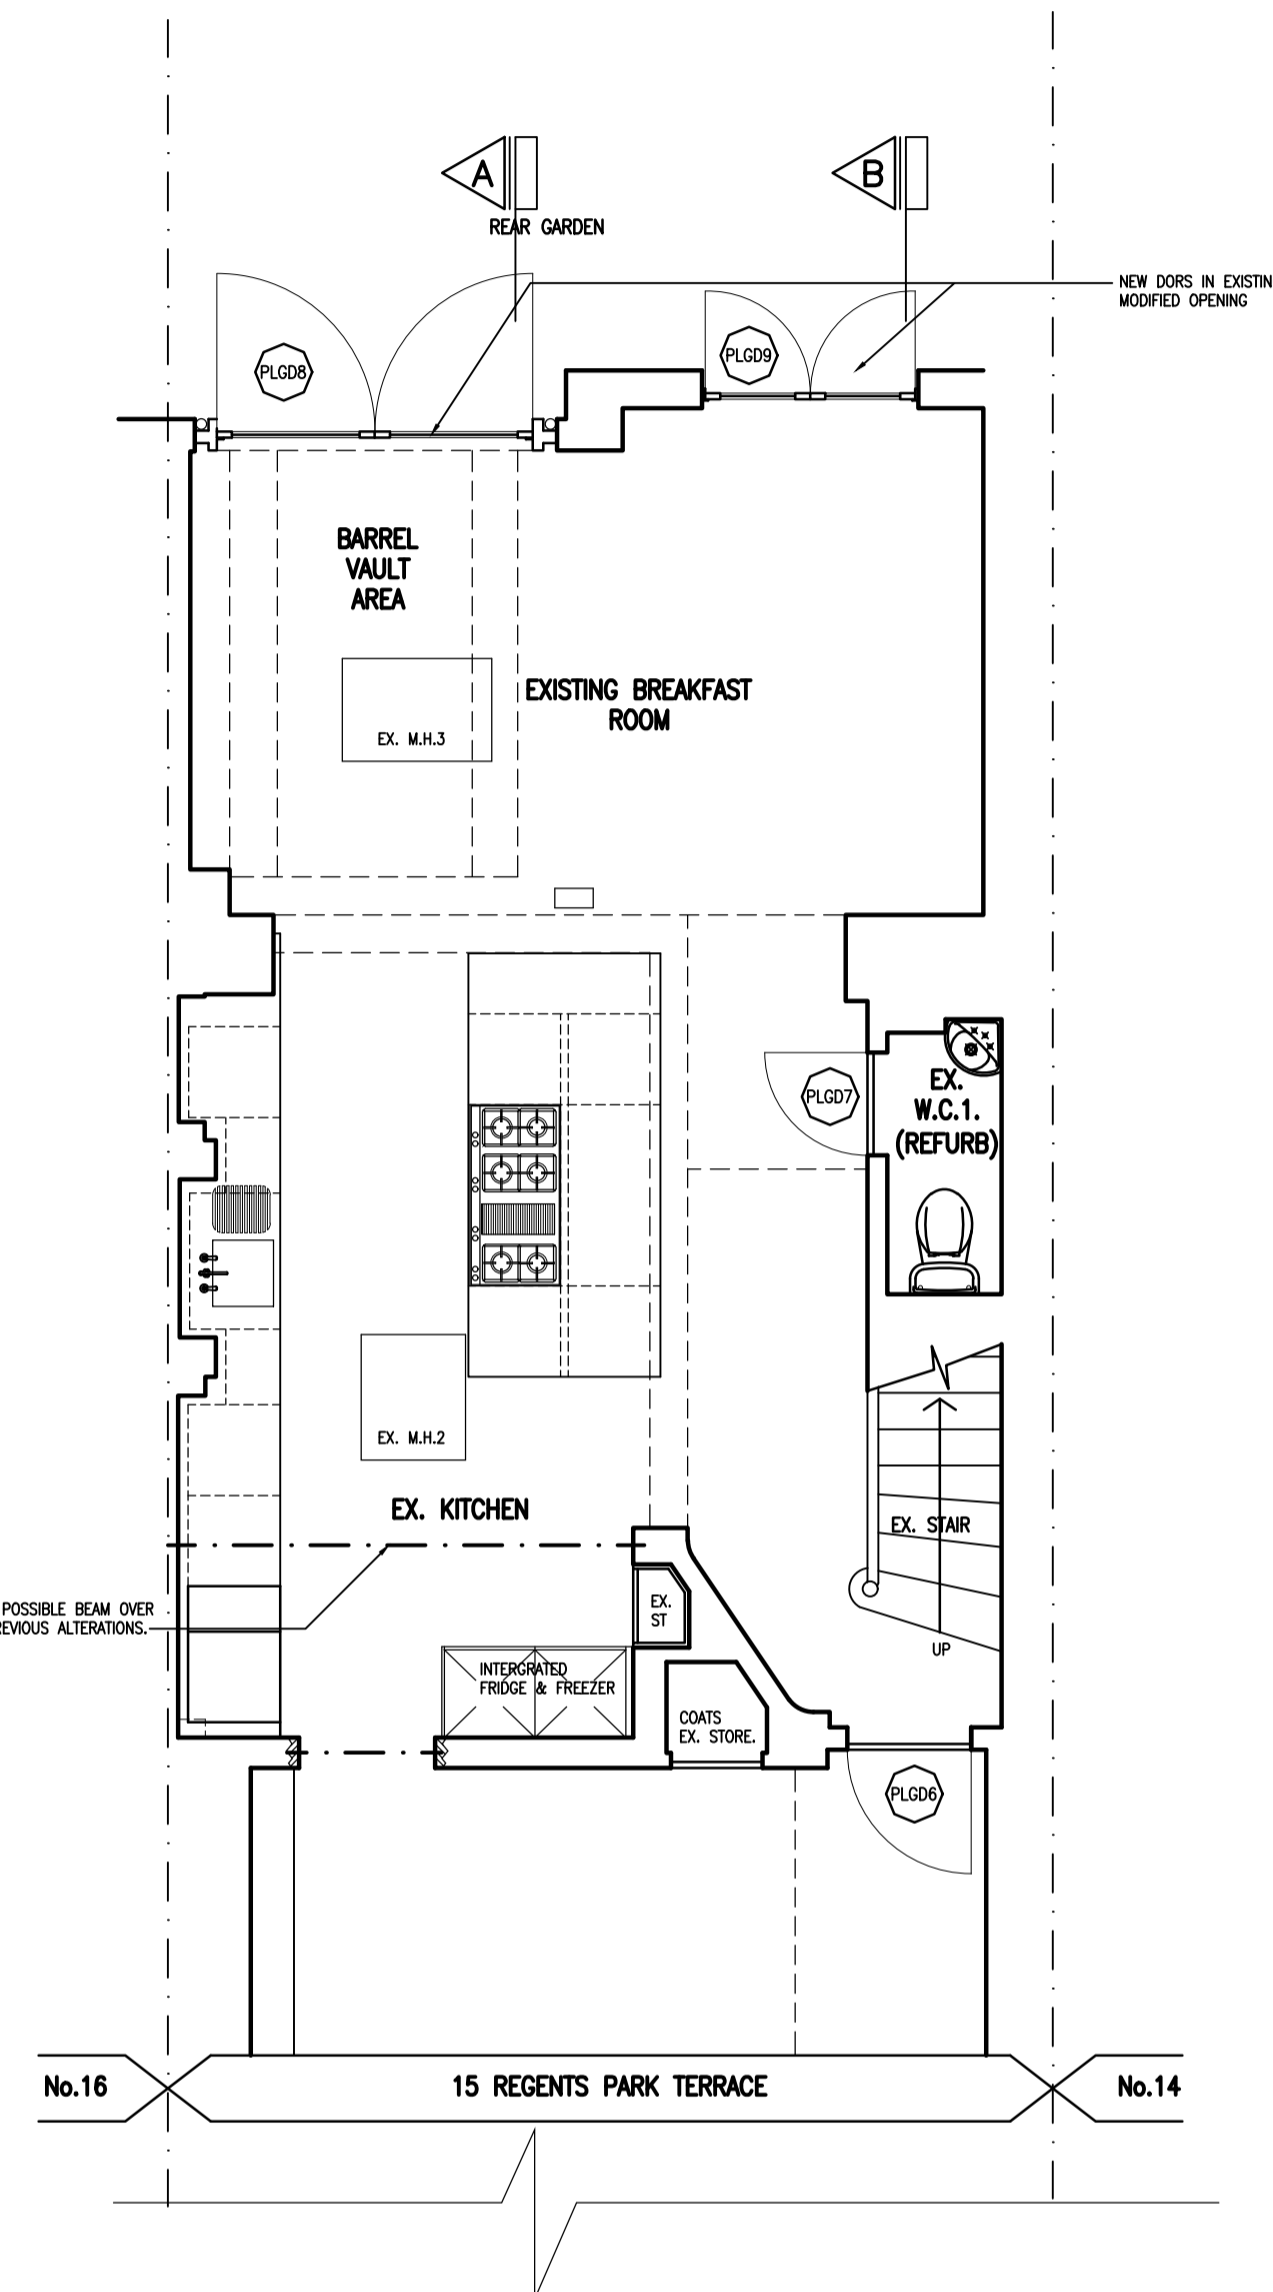 A
B
REAR GARDEN
NEW DORS IN EXISTIN
MODIFIED OPENING
PLGD8
PLGD9
BARREL
VAULT
AREA
EXISTING BREAKFAST
ROOM
EX. M.H.3
EX.
W.C.1.
(REFURB)
PLGD7
EX. M.H.2
EX. KITCHEN
EX. STAIR
POSSIBLE BEAM OVER
REVIOUS ALTERATIONS.
EX.
ST
UP
INTERGRATED
FRIDGE & FREEZER
COATS
EX. STORE.
PLGD6
No.16
15 REGENTS PARK TERRACE
No.14